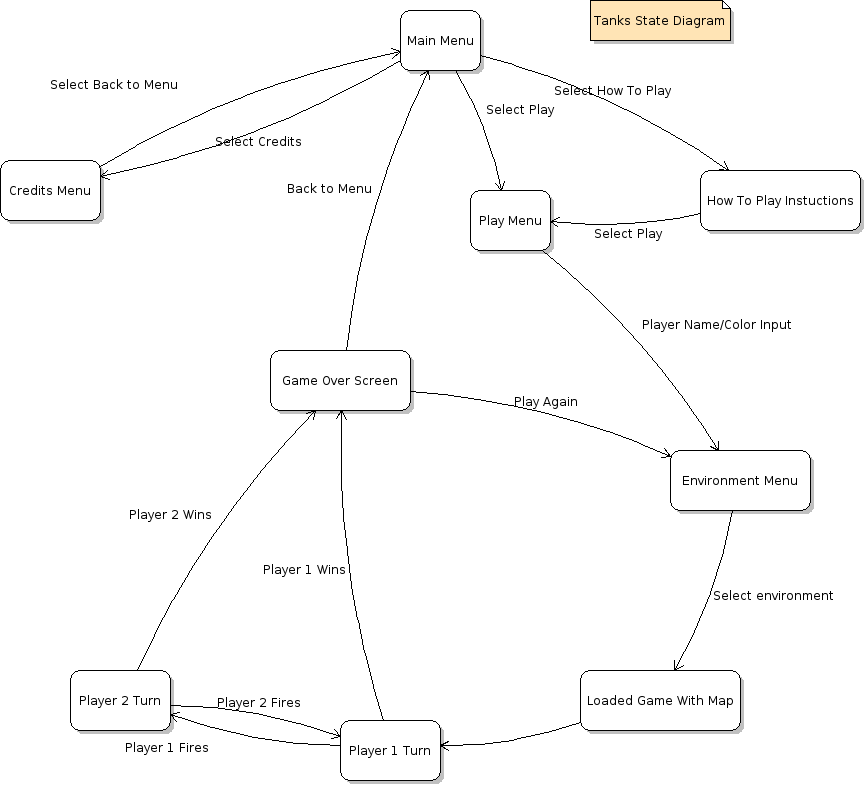 Tanks State Diagram
Main Menu
Select Back to Menu
Select How To Play
Select Play
Select Credits
Credits Menu
Back to Menu
How To Play Instuctions
Play Menu
Select Play
Player Name/Color Input
Game Over Screen
Play Again
Environment Menu
Player 2 Wins
Player 1 Wins
Select environment
Player 2 Turn
Player 2 Fires
Loaded Game With Map
Player 1 Fires
Player 1 Turn